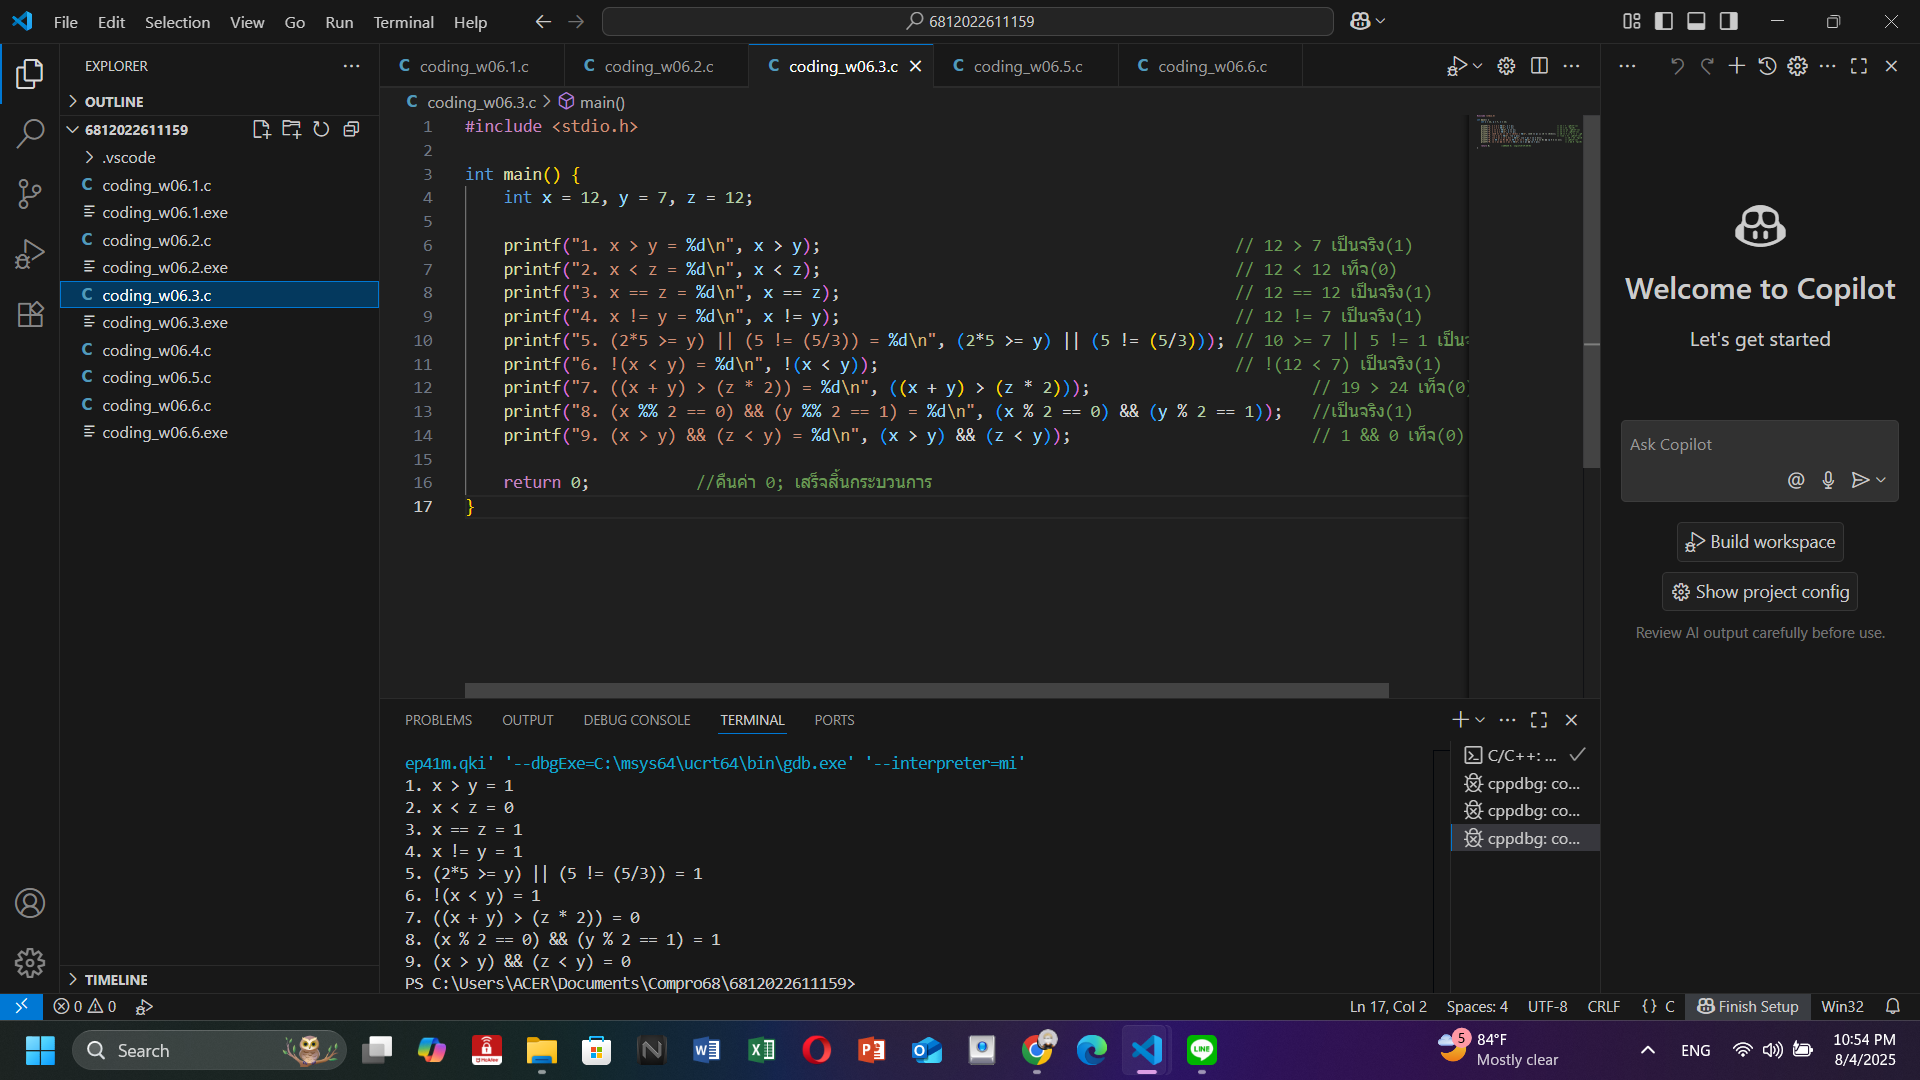 File Edit Selection View Go Run Terminal Help
6812022611159
EXPLORER
OUTLINE
6812022611159
.vscode
C coding_w06.1.c
coding_w06.1.exe
C coding_w06.2.c
coding_w06.2.exe
C coding_w06.3.c
coding_w06.3.exe
C coding_w06.4.c
C coding_w06.5.c
C coding_w06.6.c
coding_w06.6.exe
TIMELINE
C coding_w06.1.c C coding_w06.2.c C coding_w06.3.c C coding_w06.5.c C coding_w06.6.c
C coding_w06.3.c > main()
1 #include <stdio.h>
2
3 int main() {
4 int x = 12, y = 7, z = 12;
5
6 printf("1. x > y = %d\n", x > y); // 12 > 7 เป็นจริง(1)
7 printf("2. x < z = %d\n", x < z); // 12 < 12 เท็จ(0)
8 printf("3. x == z = %d\n", x == z); // 12 == 12 เป็นจริง(1)
9 printf("4. x != y = %d\n", x != y); // 12 != 7 เป็นจริง(1)
10 printf("5. (2*5 >= y) || (5 != (5/3)) = %d\n", (2*5 >= y) || (5 != (5/3))); // 10 >= 7 || 5 != 1 เป็น
11 printf("6. !(x < y) = %d\n", !(x < y)); // !(12 < 7) เป็นจริง(1)
12 printf("7. ((x + y) > (z * 2)) = %d\n", ((x + y) > (z * 2))); // 19 > 24 เท็จ(0)
13 printf("8. (x %% 2 == 0) && (y %% 2 == 1) = %d\n", (x % 2 == 0) && (y % 2 == 1)); //เป็นจริง(1)
14 printf("9. (x > y) && (z < y) = %d\n", (x > y) && (z < y)); // 1 && 0 เท็จ(0)
15
16 return 0; //คืนค่า 0; เสร็จสิ้นกระบวนการ
17 }
PROBLEMS OUTPUT DEBUG CONSOLE TERMINAL PORTS
ep41m.qki' '--dbgExe=C:\msys64\ucrt64\bin\gdb.exe' '--interpreter=mi'
1. x > y = 1
2. x < z = 0
3. x == z = 1
4. x != y = 1
5. (2*5 >= y) || (5 != (5/3)) = 1
6. !(x < y) = 1
7. ((x + y) > (z * 2)) = 0
8. (x % 2 == 0) && (y % 2 == 1) = 1
9. (x > y) && (z < y) = 0
PS C:\Users\ACER\Documents\Compro68\6812022611159>
C/C++: ...
cppdbg: co...
cppdbg: co...
cppdbg: co...
Welcome to Copilot
Let's get started
Ask Copilot
@
Build workspace
Show project config
Review AI output carefully before use.
0 0
Ln 17, Col 2 Spaces: 4 UTF-8 CRLF {} C Finish Setup Win32
Search
5
84°F
Mostly clear
ENG
10:54 PM
8/4/2025